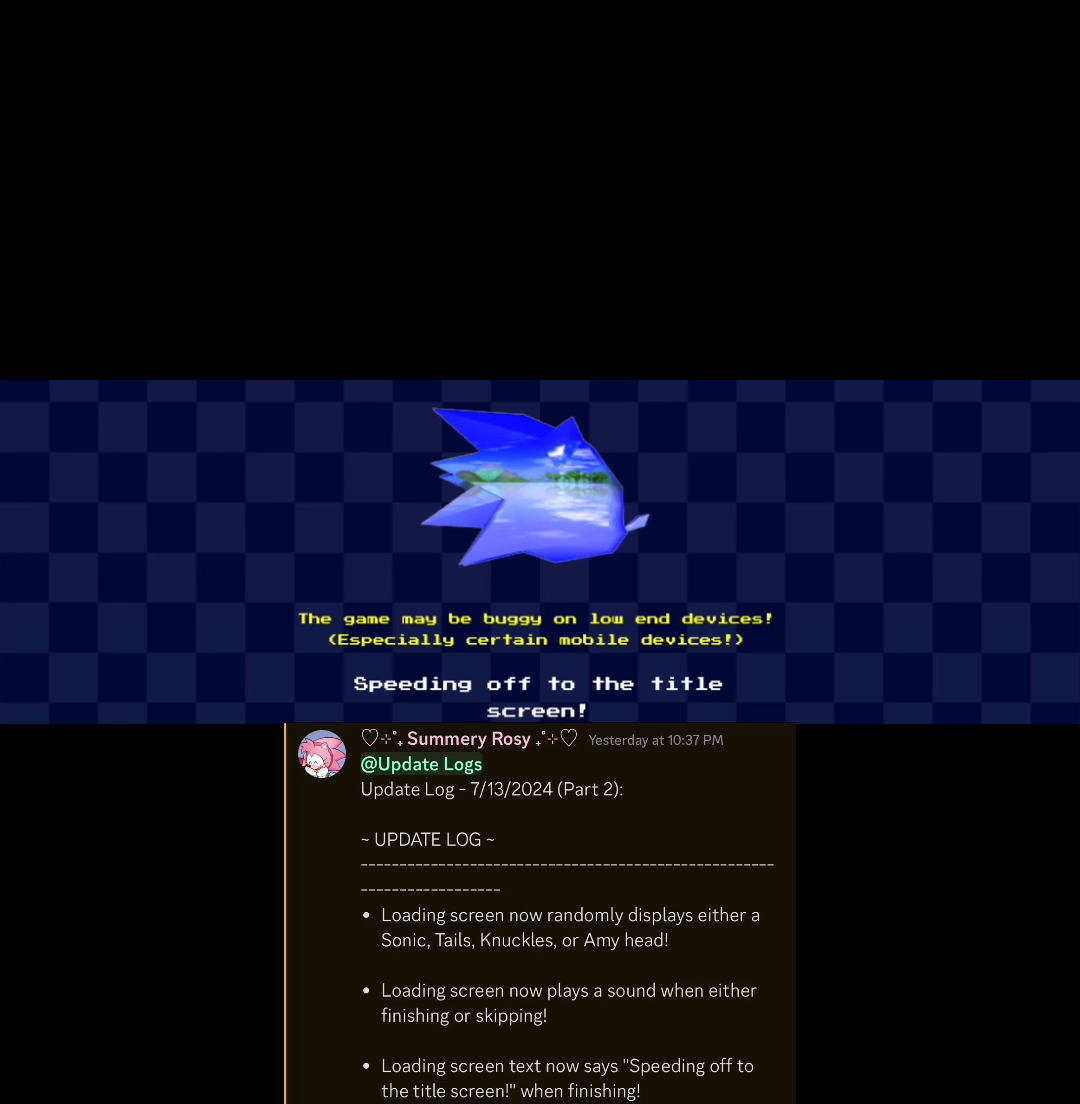 The game may be buggy on low end devices!
(Especially certain mobile devices!)
Speeding off to the title
screen!
♡⊹˚₊ Summery Rosy ₊˚⊹♡ Yesterday at 10:37 PM
@Update Logs
Update Log - 7/13/2024 (Part 2):
~ UPDATE LOG ~
-----------------------------------------------------
------------------
• Loading screen now randomly displays either a
Sonic, Tails, Knuckles, or Amy head!
• Loading screen now plays a sound when either
finishing or skipping!
• Loading screen text now says "Speeding off to
the title screen!" when finishing!